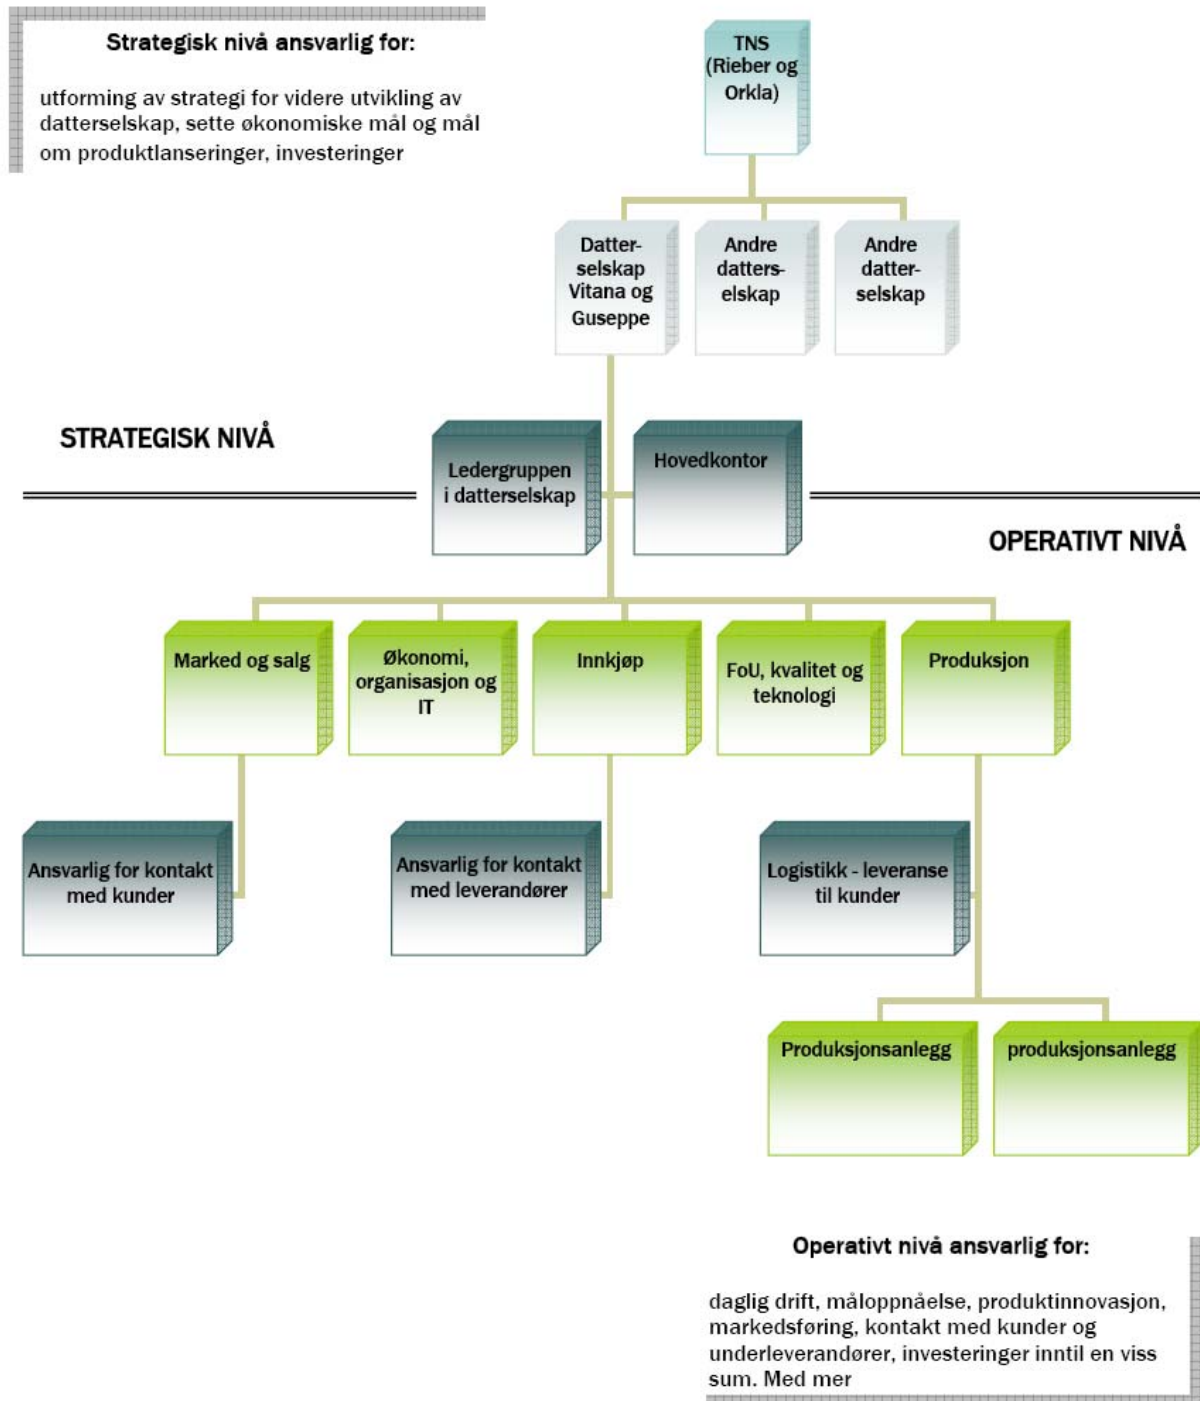 Strategisk nivå ansvarlig for:
utforming av strategi for videre utvikling av
datterselskap, sette økonomiske mål og mål
om produktlanseringer, investeringer
TNS
(Rieber og
Orkla)
Datter-
selskap
Vitana og
Guseppe
Andre
datters-
elskap
Andre
datter-
selskap
STRATEGISK NIVÅ
Ledergruppen
i datterselskap
Hovedkontor
OPERATIVT NIVÅ
Marked og salg
Økonomi,
organisasjon og
IT
Innkjøp
FoU, kvalitet og
teknologi
Produksjon
Ansvarlig for kontakt
med kunder
Ansvarlig for kontakt
med leverandører
Logistikk - leveranse
til kunder
Produksjonsanlegg
produksjonsanlegg
Operativt nivå ansvarlig for:
daglig drift, måloppnåelse, produktinnovasjon,
markedsføring, kontakt med kunder og
underleverandører, investeringer inntil en viss
sum. Med mer